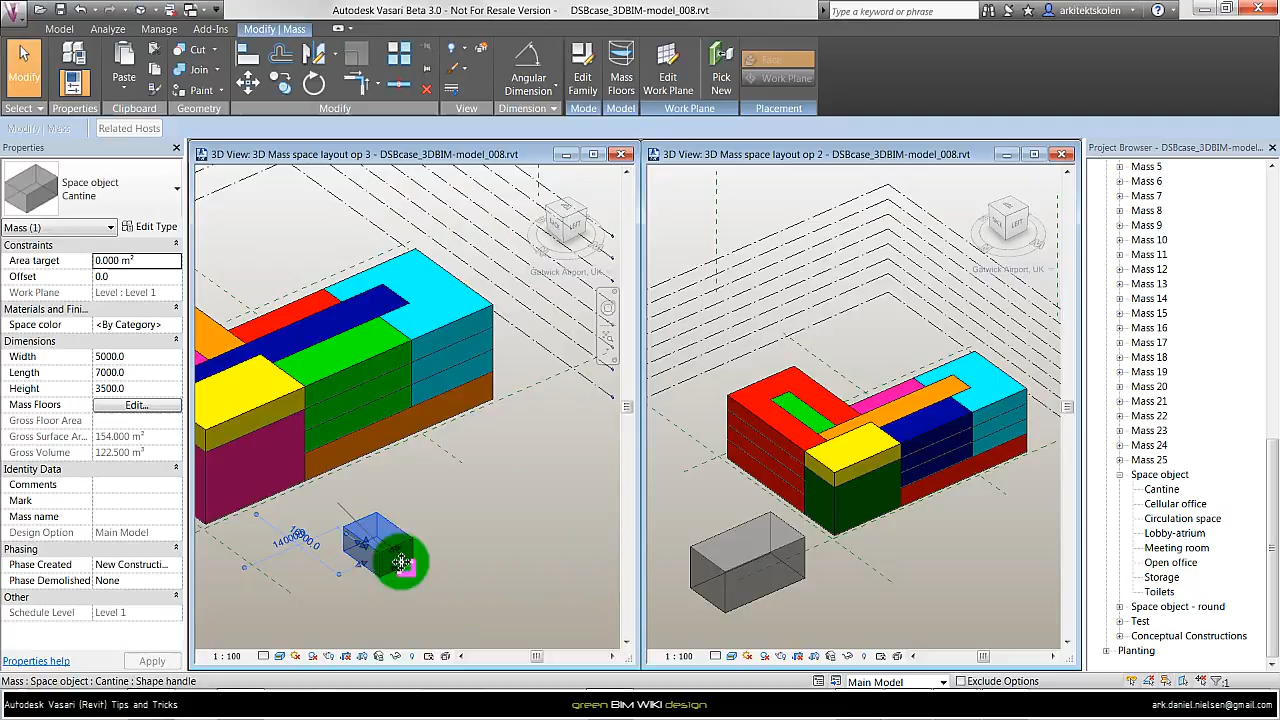 Autodesk Vasari Beta 3.0 - Not For Resale Version - DSBcase_3DBIM-model_008.rvt
Type a keyword or phrase
arkitektskolen
Model Analyze Manage Add-Ins Modify | Mass
Modify
Paste
Cut
Join
Paint
Angular
Dimension
Edit
Family
Mass
Floors
Edit
Work Plane
Pick
New
Face
Work Plane
Select Properties Clipboard Geometry Modify View Dimension Mode Model Work Plane Placement
Modify | Mass
Related Hosts
Properties
Space object
Cantine
Mass (1)
Edit Type
Constraints
Area target 0.000 m²
Offset 0.0
Work Plane Level : Level 1
Materials and Fini...
Space color <By Category>
Dimensions
Width 5000.0
Length 7000.0
Height 3500.0
Mass Floors Edit...
Gross Floor Area
Gross Surface Ar... 154.000 m²
Gross Volume 122.500 m³
Identity Data
Comments
Mark
Mass name
Design Option Main Model
Phasing
Phase Created New Constructi...
Phase Demolished None
Other
Schedule Level Level 1
Properties help
Apply
3D View: 3D Mass space layout op 3 - DSBcase_3DBIM-model_008.rvt
Gatwick Airport, UK
1 : 100
3D View: 3D Mass space layout op 2 - DSBcase_3DBIM-model_008.rvt
LEFT
Gatwick Airport, UK
1 : 100
Project Browser - DSBcase_3DBIM-model...
Mass 5
Mass 6
Mass 7
Mass 8
Mass 9
Mass 10
Mass 11
Mass 12
Mass 13
Mass 14
Mass 15
Mass 16
Mass 17
Mass 18
Mass 19
Mass 20
Mass 21
Mass 22
Mass 23
Mass 24
Mass 25
Space object
Cantine
Cellular office
Circulation space
Lobby-atrium
Meeting room
Open office
Storage
Toilets
Space object - round
Test
Conceptual Constructions
Planting
Mass : Space object : Cantine : Shape handle
Main Model
Exclude Options
:1
Autodesk Vasari (Revit) Tips and Tricks
green BIM WIKI design
ark.daniel.nielsen@gmail.com